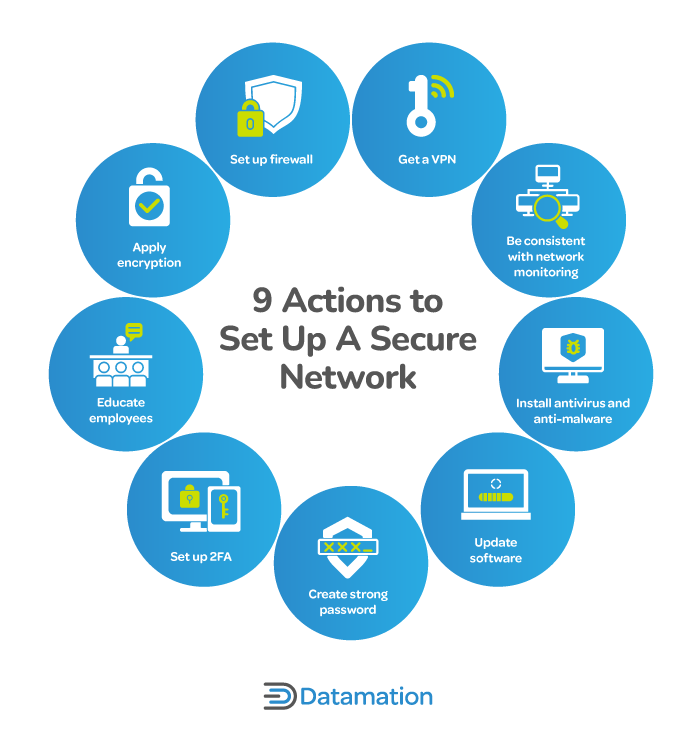 9 Actions to
Set Up A Secure
Network
Set up firewall
Get a VPN
Be consistent
with network
monitoring
Install antivirus and
anti-malware
Update
software
XXX_
Create strong
password
Set up 2FA
Educate
employees
Apply
encryption
Datamation